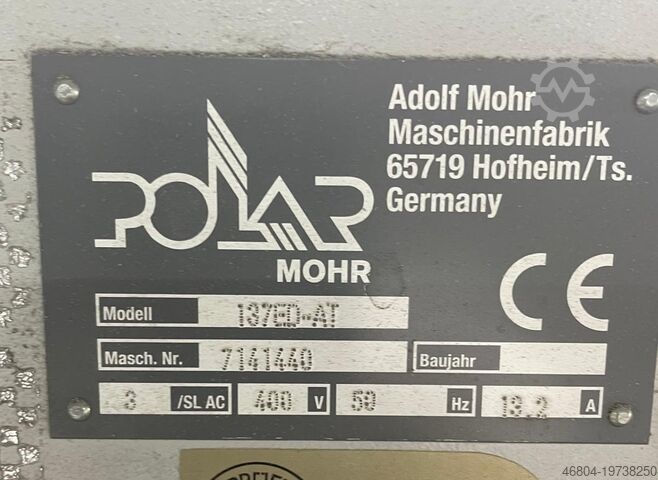 Adolf Mohr
Maschinenfabrik
65719 Hofheim/Ts.
Germany
POLAR
MOHR
CE
Modell 137ED-AT
Masch. Nr. 7141440 Baujahr
3 /SL AC 400 V 50 Hz 19.2 A
46804-19738250